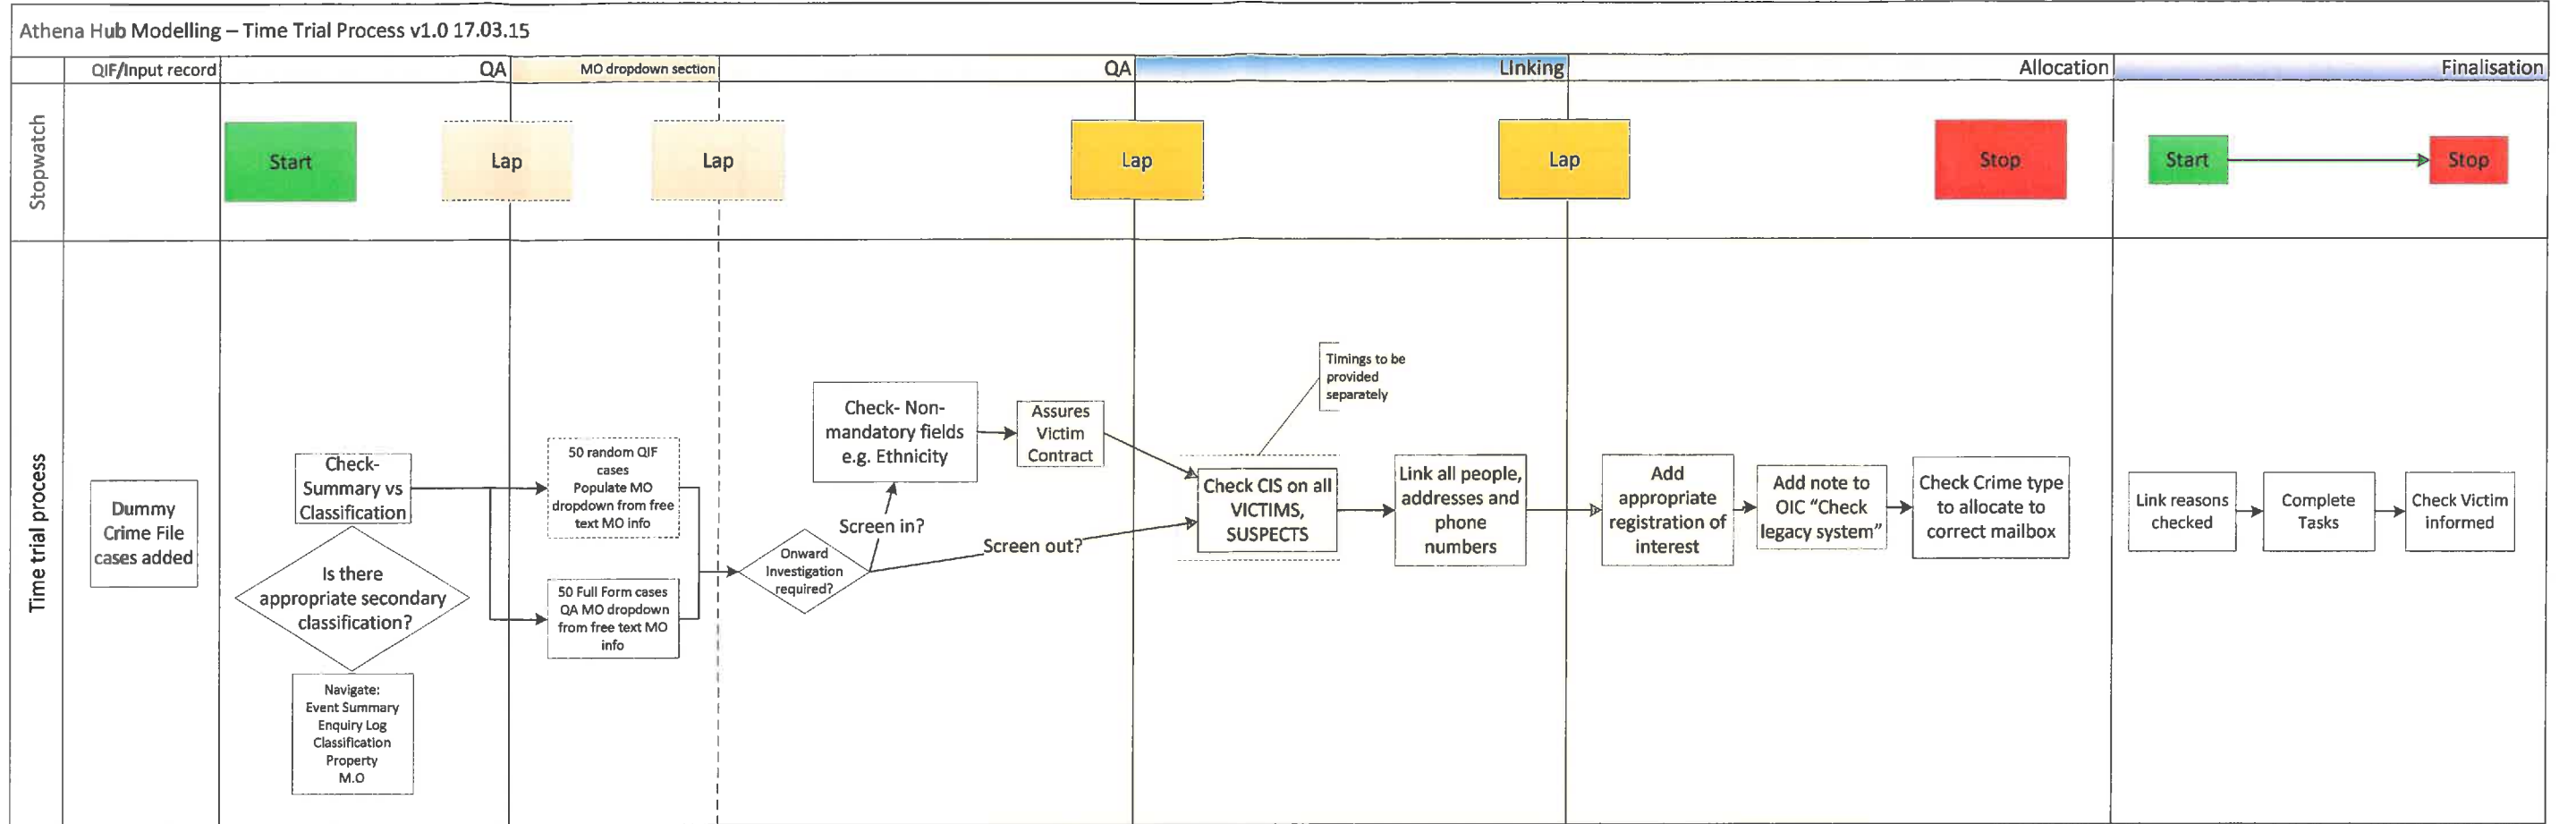 Athena Hub Modelling – Time Trial Process v1.0 17.03.15
QIF/Input record
QA
MO dropdown section
QA
Linking
Allocation
Finalisation
Stopwatch
Start
Lap
Lap
Lap
Lap
Stop
Start
Stop
Time trial process
Dummy
Crime File
cases added
Check-
Summary vs
Classification
Is there
appropriate secondary
classification?
Navigate:
Event Summary
Enquiry Log
Classification
Property
M.O
50 random QIF
cases
Populate MO
dropdown from free
text MO info
50 Full Form cases
QA MO dropdown
from free text MO
info
Onward
Investigation
required?
Screen in?
Screen out?
Check- Non-
mandatory fields
e.g. Ethnicity
Assures
Victim
Contract
Timings to be
provided
separately
Check CIS on all
VICTIMS,
SUSPECTS
Link all people,
addresses and
phone
numbers
Add
appropriate
registration of
interest
Add note to
OIC “Check
legacy system”
Check Crime type
to allocate to
correct mailbox
Link reasons
checked
Complete
Tasks
Check Victim
informed